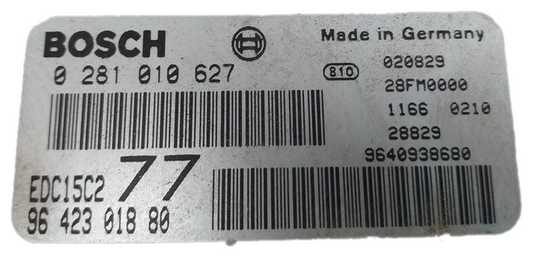 BOSCH
0 281 010 627
EDC15C2 77
96 423 018 80
Made in Germany
810 020829
28FM0000
1166 0210
28829
9640938680